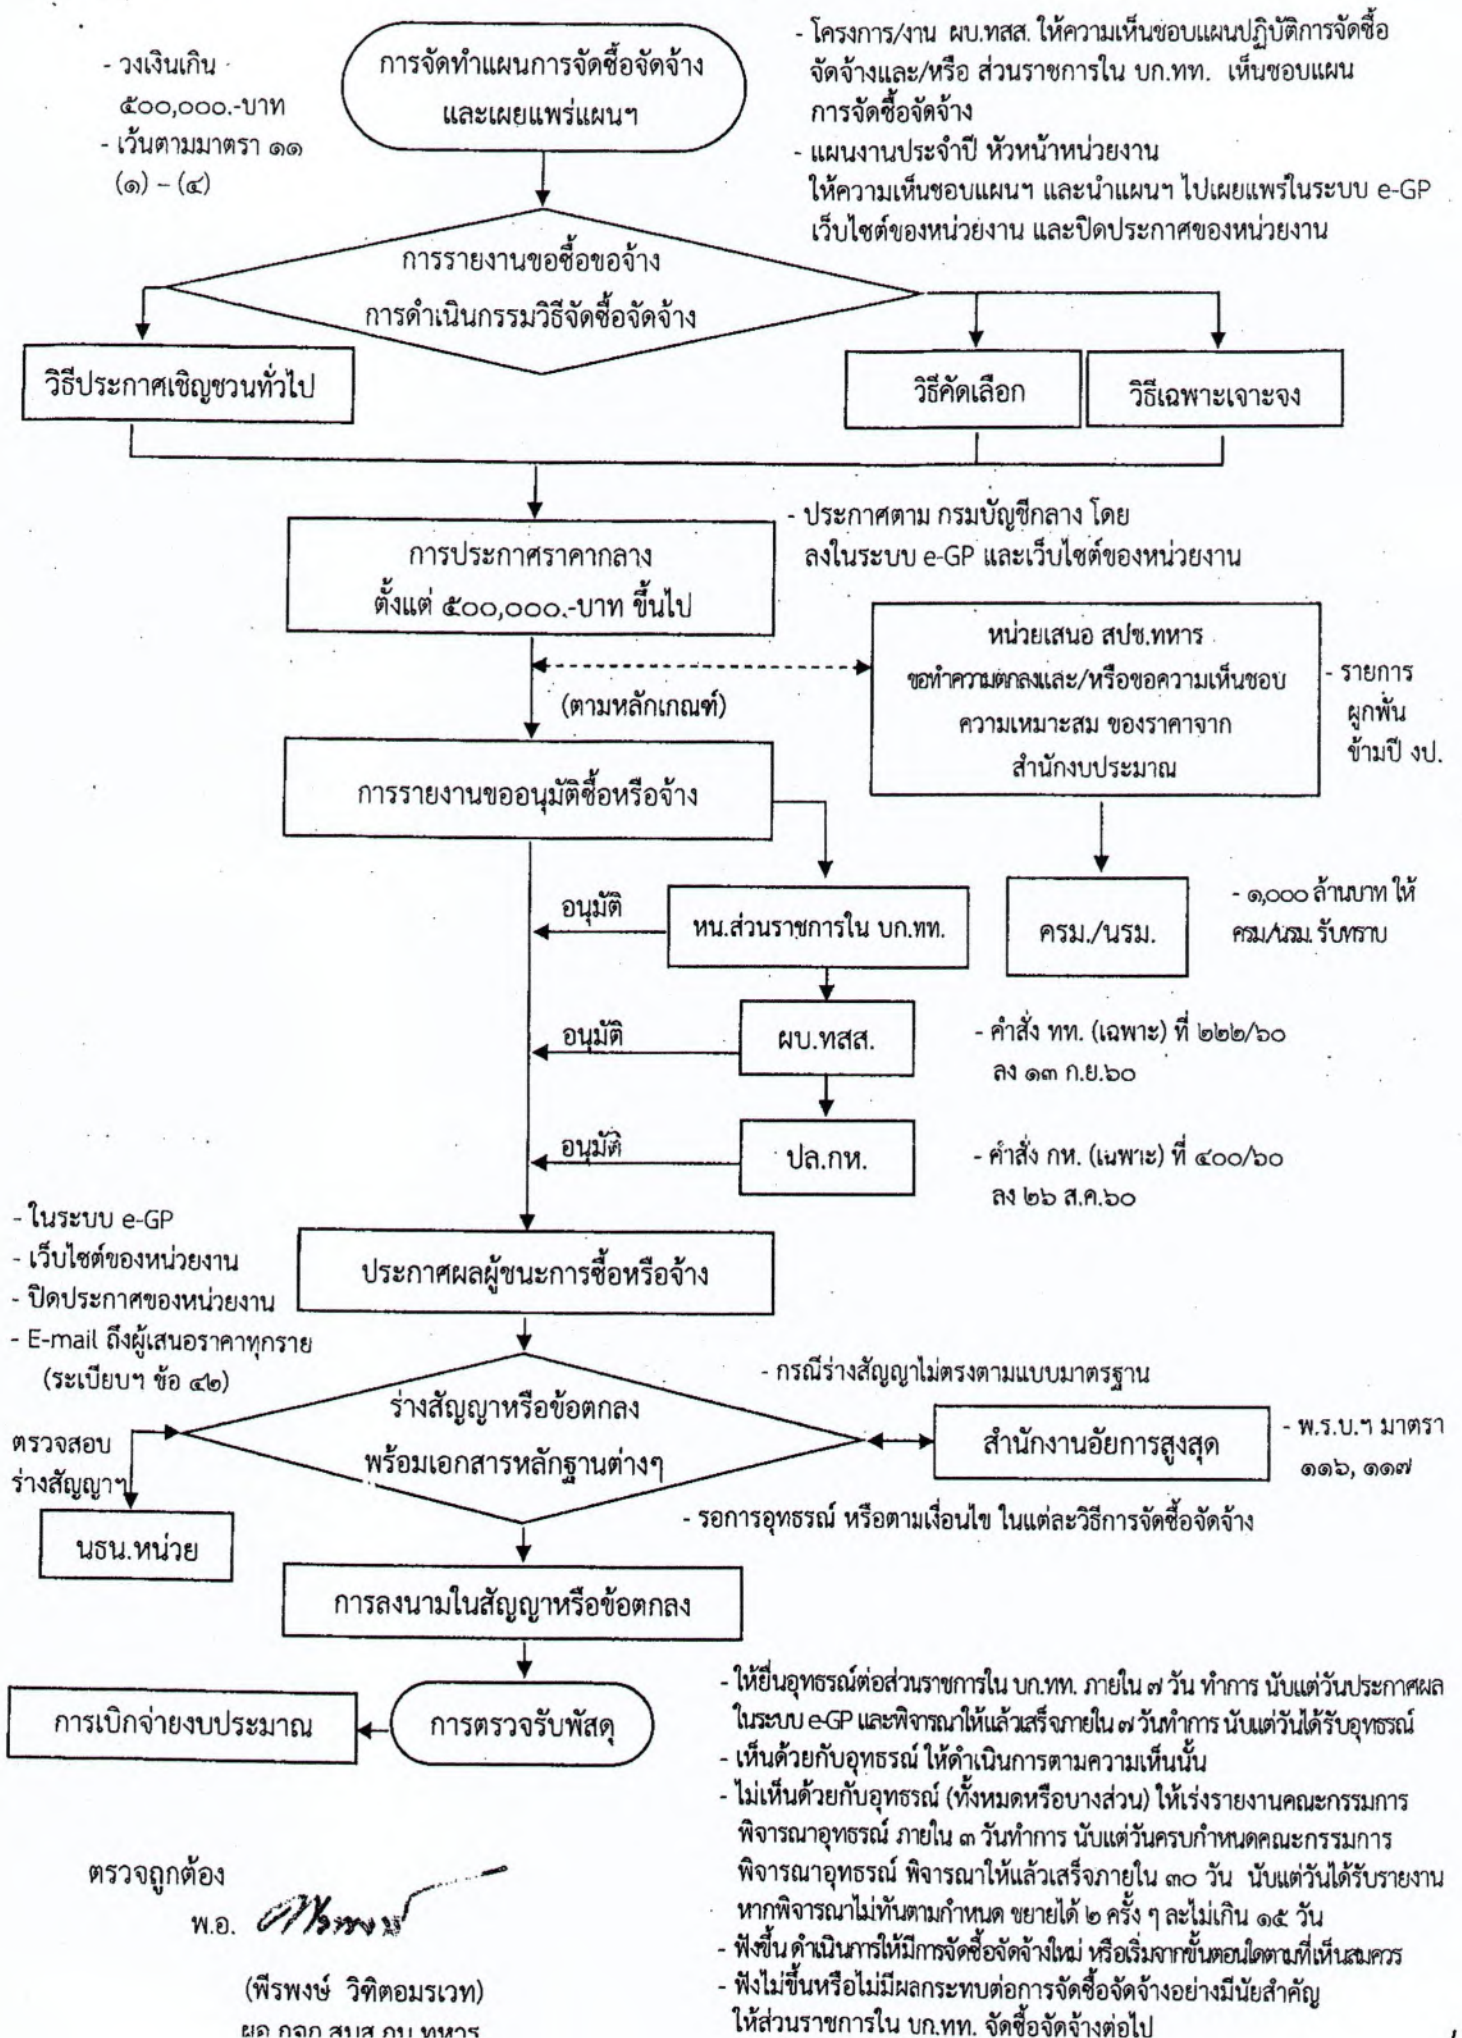 - วงเงินเกิน
๕๐๐,๐๐๐.-บาท
- เว้นตามมาตรา ๑๑
(๑) – (๔)
การจัดทำแผนการจัดซื้อจัดจ้าง
และเผยแพร่แผนฯ
- โครงการ/งาน ผบ.ทสส. ให้ความเห็นชอบแผนปฏิบัติการจัดซื้อ
จัดจ้างและ/หรือ ส่วนราชการใน บก.ทท. เห็นชอบแผน
การจัดซื้อจัดจ้าง
- แผนงานประจำปี หัวหน้าหน่วยงาน
ให้ความเห็นชอบแผนฯ และนำแผนฯ ไปเผยแพร่ในระบบ e-GP
เว็บไซต์ของหน่วยงาน และปิดประกาศของหน่วยงาน
การรายงานขอซื้อขอจ้าง
การดำเนินกรรมวิธีจัดซื้อจัดจ้าง
วิธีประกาศเชิญชวนทั่วไป
วิธีคัดเลือก
วิธีเฉพาะเจาะจง
การประกาศราคากลาง
ตั้งแต่ ๕๐๐,๐๐๐.-บาท ขึ้นไป
- ประกาศตาม กรมบัญชีกลาง โดย
ลงในระบบ e-GP และเว็บไซต์ของหน่วยงาน
(ตามหลักเกณฑ์)
หน่วยเสนอ สปช.ทหาร
ขอทำความตกลงและ/หรือขอความเห็นชอบ
ความเหมาะสม ของราคาจาก
สำนักงบประมาณ
- รายการ
ผูกพัน
ข้ามปี งป.
การรายงานขออนุมัติซื้อหรือจ้าง
อนุมัติ
หน.ส่วนราชการใน บก.ทท.
ครม./นรม.
- ๑,๐๐๐ ล้านบาท ให้
ครม./นรม. รับทราบ
อนุมัติ
ผบ.ทสส.
- คำสั่ง ทท. (เฉพาะ) ที่ ๒๒๒/๖๐
ลง ๑๓ ก.ย.๖๐
อนุมัติ
ปล.กห.
- คำสั่ง กห. (เฉพาะ) ที่ ๔๐๐/๖๐
ลง ๒๖ ส.ค.๖๐
- ในระบบ e-GP
- เว็บไซต์ของหน่วยงาน
- ปิดประกาศของหน่วยงาน
- E-mail ถึงผู้เสนอราคาทุกราย
(ระเบียบฯ ข้อ ๔๒)
ประกาศผลผู้ชนะการซื้อหรือจ้าง
- กรณีร่างสัญญาไม่ตรงตามแบบมาตรฐาน
ร่างสัญญาหรือข้อตกลง
พร้อมเอกสารหลักฐานต่างๆ
ตรวจสอบ
ร่างสัญญาฯ
นธน.หน่วย
สำนักงานอัยการสูงสุด
- พ.ร.บ.ฯ มาตรา
๑๑๖, ๑๑๗
- รอการอุทธรณ์ หรือตามเงื่อนไข ในแต่ละวิธีการจัดซื้อจัดจ้าง
การลงนามในสัญญาหรือข้อตกลง
การเบิกจ่ายงบประมาณ
การตรวจรับพัสดุ
- ให้ยื่นอุทธรณ์ต่อส่วนราชการใน บก.ทท. ภายใน ๗ วัน ทำการ นับแต่วันประกาศผล
ในระบบ e-GP และพิจารณาให้แล้วเสร็จภายใน ๗ วันทำการ นับแต่วันได้รับอุทธรณ์
- เห็นด้วยกับอุทธรณ์ ให้ดำเนินการตามความเห็นนั้น
- ไม่เห็นด้วยกับอุทธรณ์ (ทั้งหมดหรือบางส่วน) ให้เร่งรายงานคณะกรรมการ
พิจารณาอุทธรณ์ ภายใน ๓ วันทำการ นับแต่วันครบกำหนดคณะกรรมการ
พิจารณาอุทธรณ์ พิจารณาให้แล้วเสร็จภายใน ๓๐ วัน นับแต่วันได้รับรายงาน
หากพิจารณาไม่ทันตามกำหนด ขยายได้ ๒ ครั้ง ๆ ละไม่เกิน ๑๕ วัน
- ฟังขึ้น ดำเนินการให้มีการจัดซื้อจัดจ้างใหม่ หรือเริ่มจากขั้นตอนใดตามที่เห็นสมควร
- ฟังไม่ขึ้นหรือไม่มีผลกระทบต่อการจัดซื้อจัดจ้างอย่างมีนัยสำคัญ
ให้ส่วนราชการใน บก.ทท. จัดซื้อจัดจ้างต่อไป
ตรวจถูกต้อง
พ.อ.
(พีรพงษ์ วิทิตอมรเวท)
ผอ.กจก.สบส.กบ.ทหาร